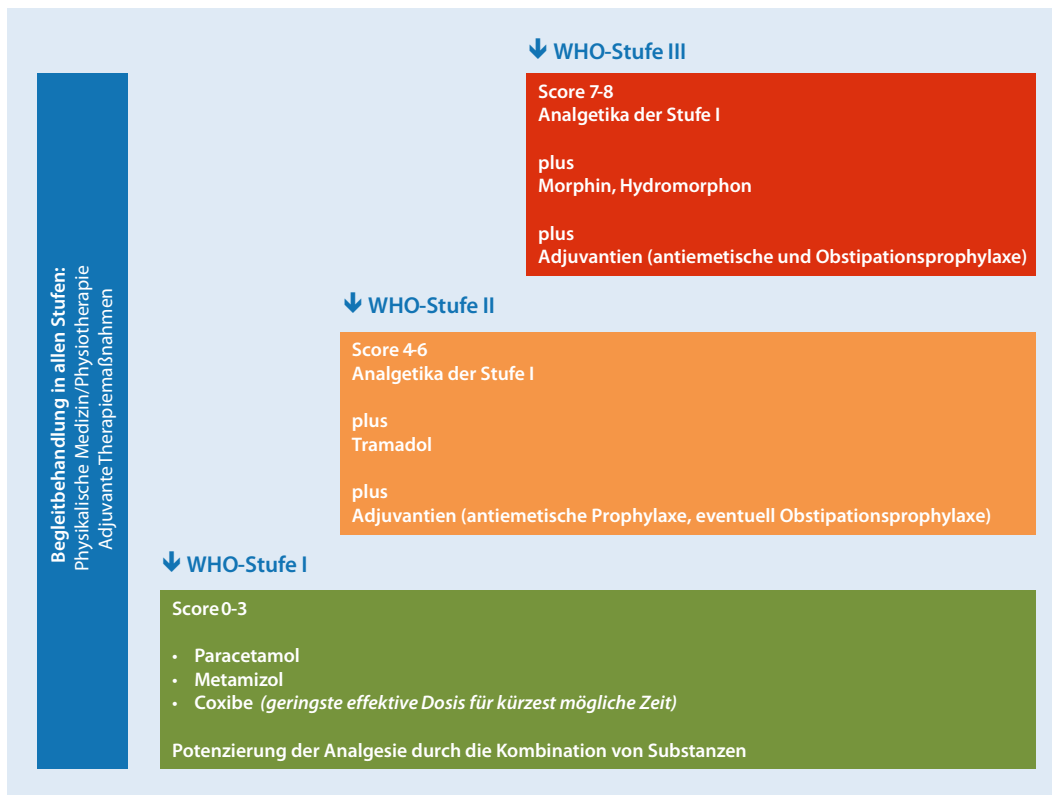 WHO-Stufe III
Score 7-8
Analgetika der Stufe I
plus
Morphin, Hydromorphon
plus
Adjuvantien (antiemetische und Obstipationsprophylaxe)
WHO-Stufe II
Score 4-6
Analgetika der Stufe I
plus
Tramadol
plus
Adjuvantien (antiemetische Prophylaxe, eventuell Obstipationsprophylaxe)
WHO-Stufe I
Score 0-3
• Paracetamol
• Metamizol
• Coxibe (geringste effektive Dosis für kürzest mögliche Zeit)
Potenzierung der Analgesie durch die Kombination von Substanzen
Begleitbehandlung in allen Stufen:
Physikalische Medizin/Physiotherapie
Adjuvante Therapiemaßnahmen